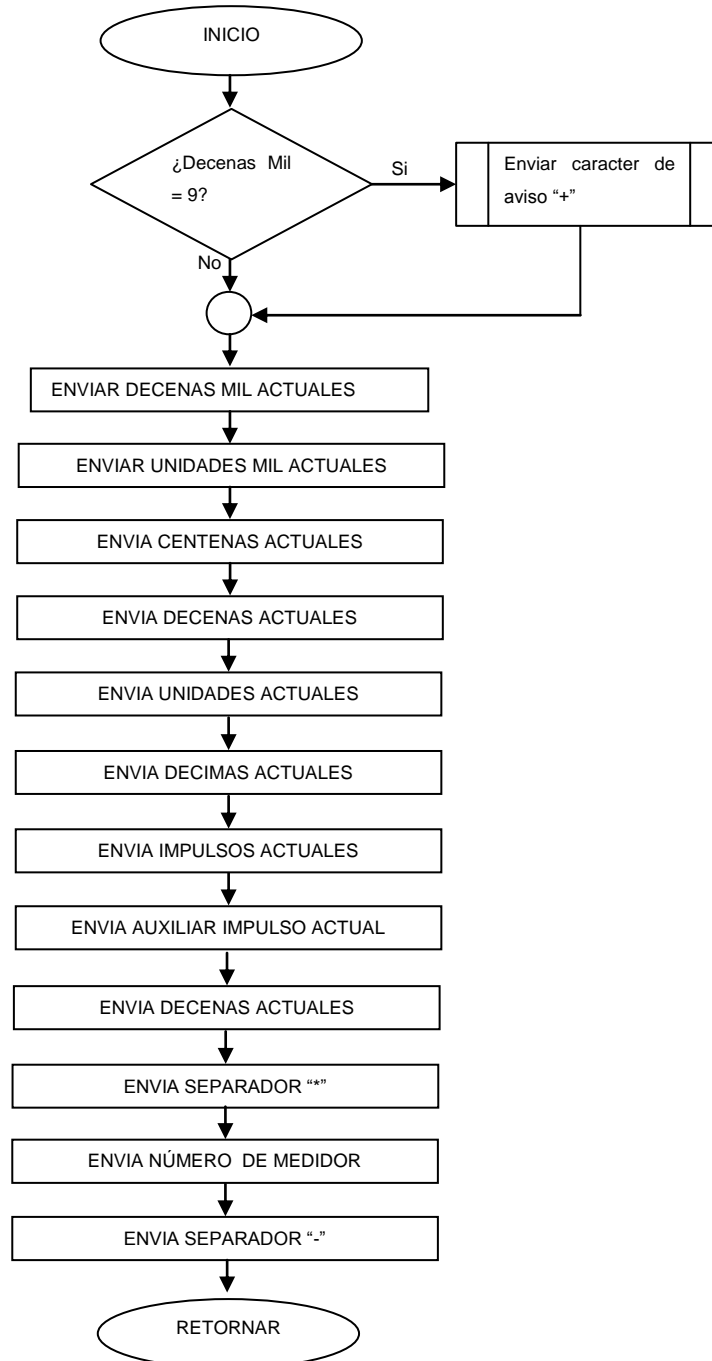 INICIO
¿Decenas Mil
= 9?
Si
Enviar caracter de
aviso “+”
No
ENVIAR DECENAS MIL ACTUALES
ENVIAR UNIDADES MIL ACTUALES
ENVIA CENTENAS ACTUALES
ENVIA DECENAS ACTUALES
ENVIA UNIDADES ACTUALES
ENVIA DECIMAS ACTUALES
ENVIA IMPULSOS ACTUALES
ENVIA AUXILIAR IMPULSO ACTUAL
ENVIA DECENAS ACTUALES
ENVIA SEPARADOR “*”
ENVIA NÚMERO DE MEDIDOR
ENVIA SEPARADOR “-”
RETORNAR